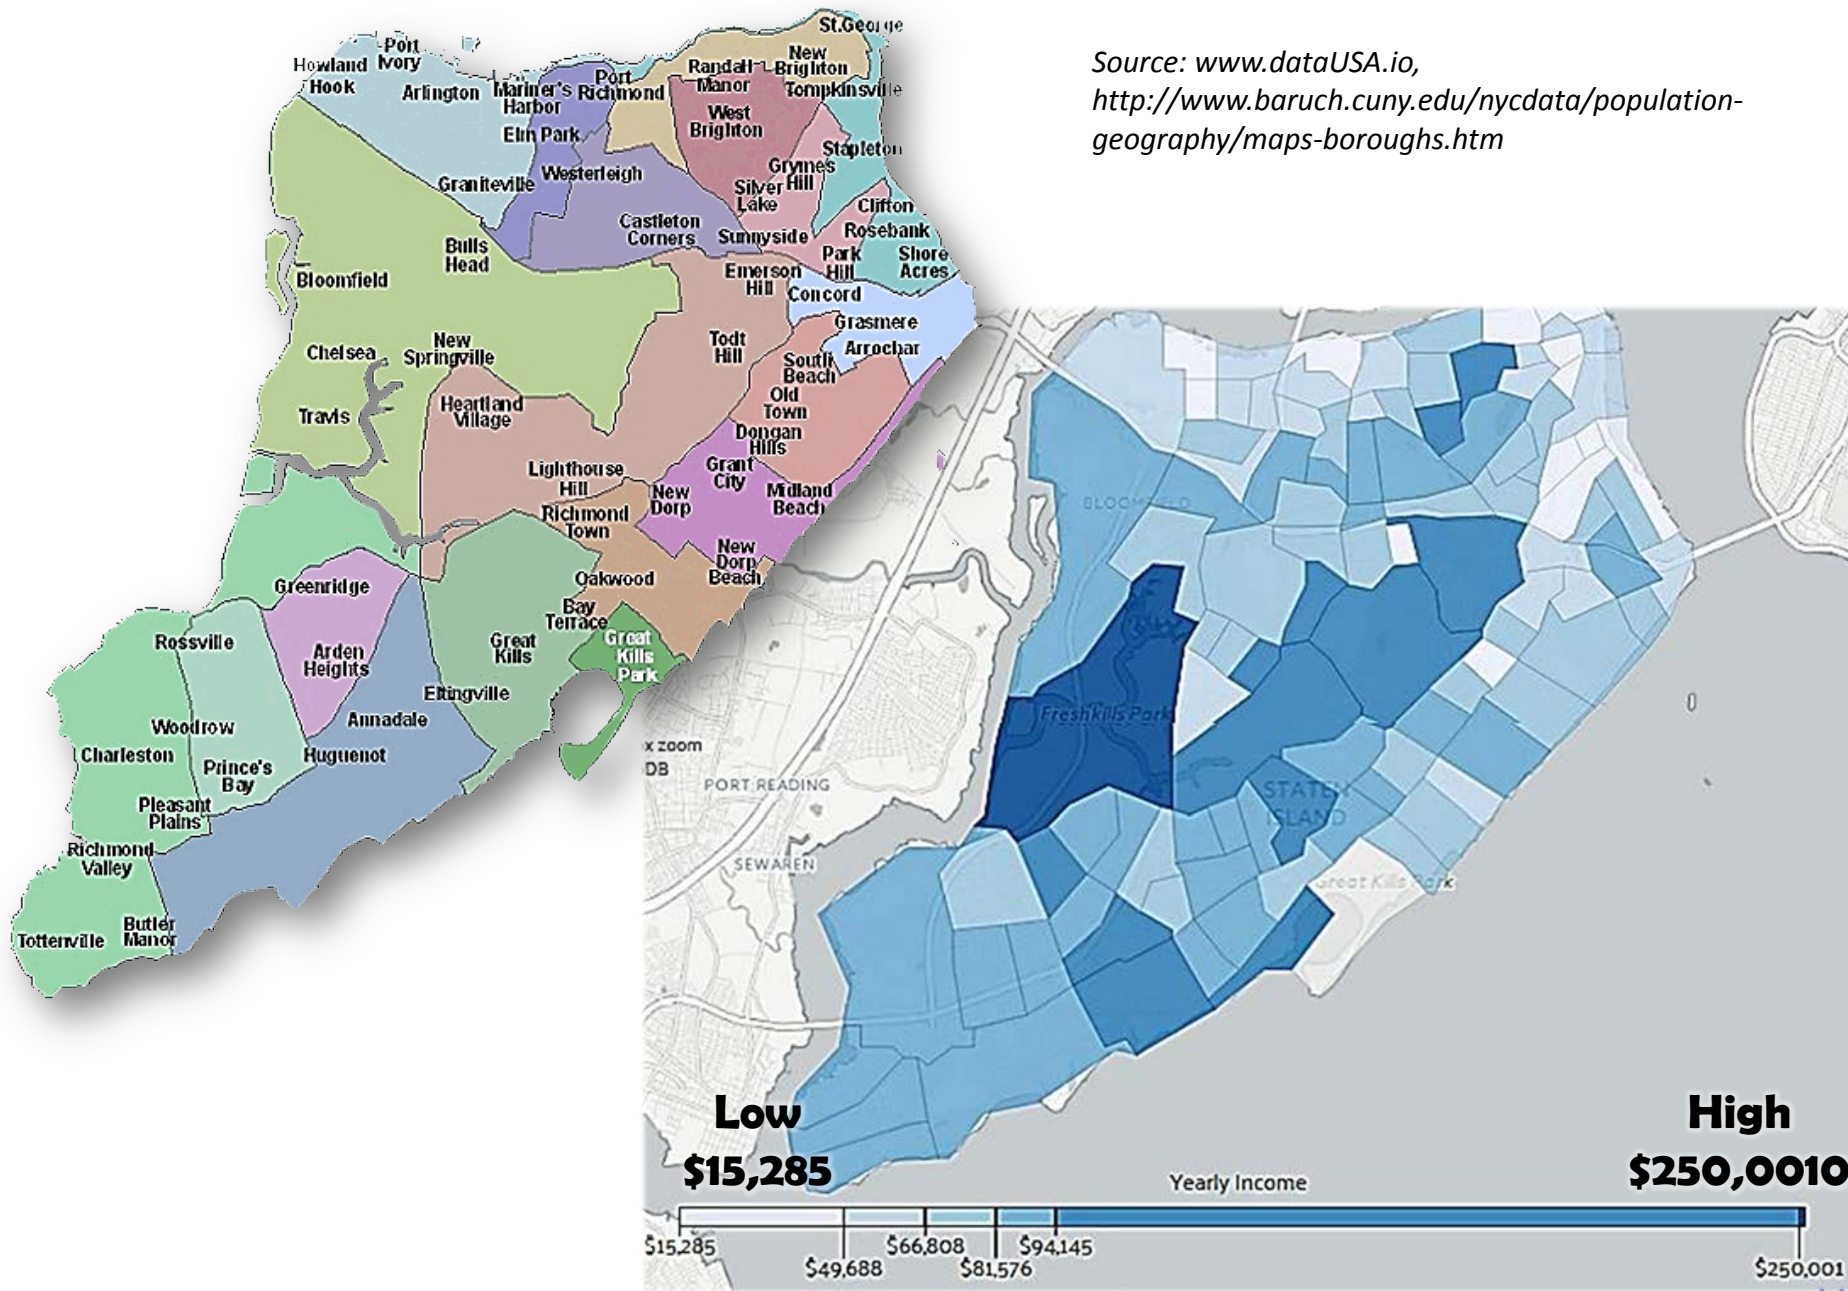 Source: www.dataUSA.io,
http://www.baruch.cuny.edu/nycdata/population-
geography/maps-boroughs.htm
St.George
Port
Ivory
Howland
Hook
Arlington
Mariner's
Harbor
Port
Richmond
Randall
Manor
New
Brighton
Tompkinsville
West
Brighton
Elm Park
Stapleton
Westerleigh
Grymes
Hill
Graniteville
Silver
Lake
Clifton
Castleton
Corners
Sunnyside
Rosebank
Bulls
Head
Park
Hill
Shore
Acres
Bloomfield
Emerson
Hill
Concord
Grasmere
Arrochar
Chelsea
New
Springville
Todt
Hill
South
Beach
Old
Town
Travis
Heartland
Village
Dongan
Hills
Grant
City
Lighthouse
Hill
New
Dorp
Midland
Beach
Richmond
Town
New
Dorp
Beach
Greenridge
Oakwood
Bay
Terrace
Rossville
Arden
Heights
Great
Kills
Great
Kills
Park
Eltingville
Annadale
Woodrow
Charleston
Huguenot
Prince's
Bay
Pleasant
Plains
Richmond
Valley
Butler
Manor
Tottenville
BLOOMFIELD
Freshkills Park
x zoom
DB
PORT READING
STATEN
ISLAND
SEWAREN
Great Kills Park
Low
$15,285
High
$250,0010
Yearly Income
$15,285
$49,688
$66,808
$81,576
$94,145
$250,001